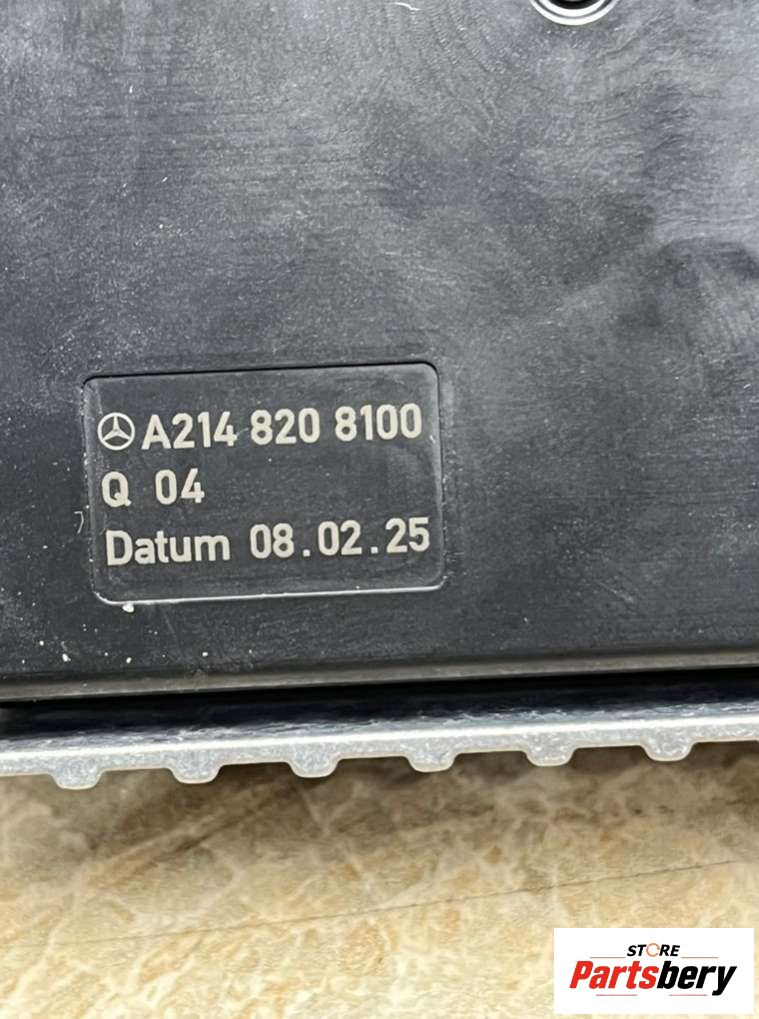 A214 820 8100
Q 04
Datum 08.02.25
STORE
Partsbery